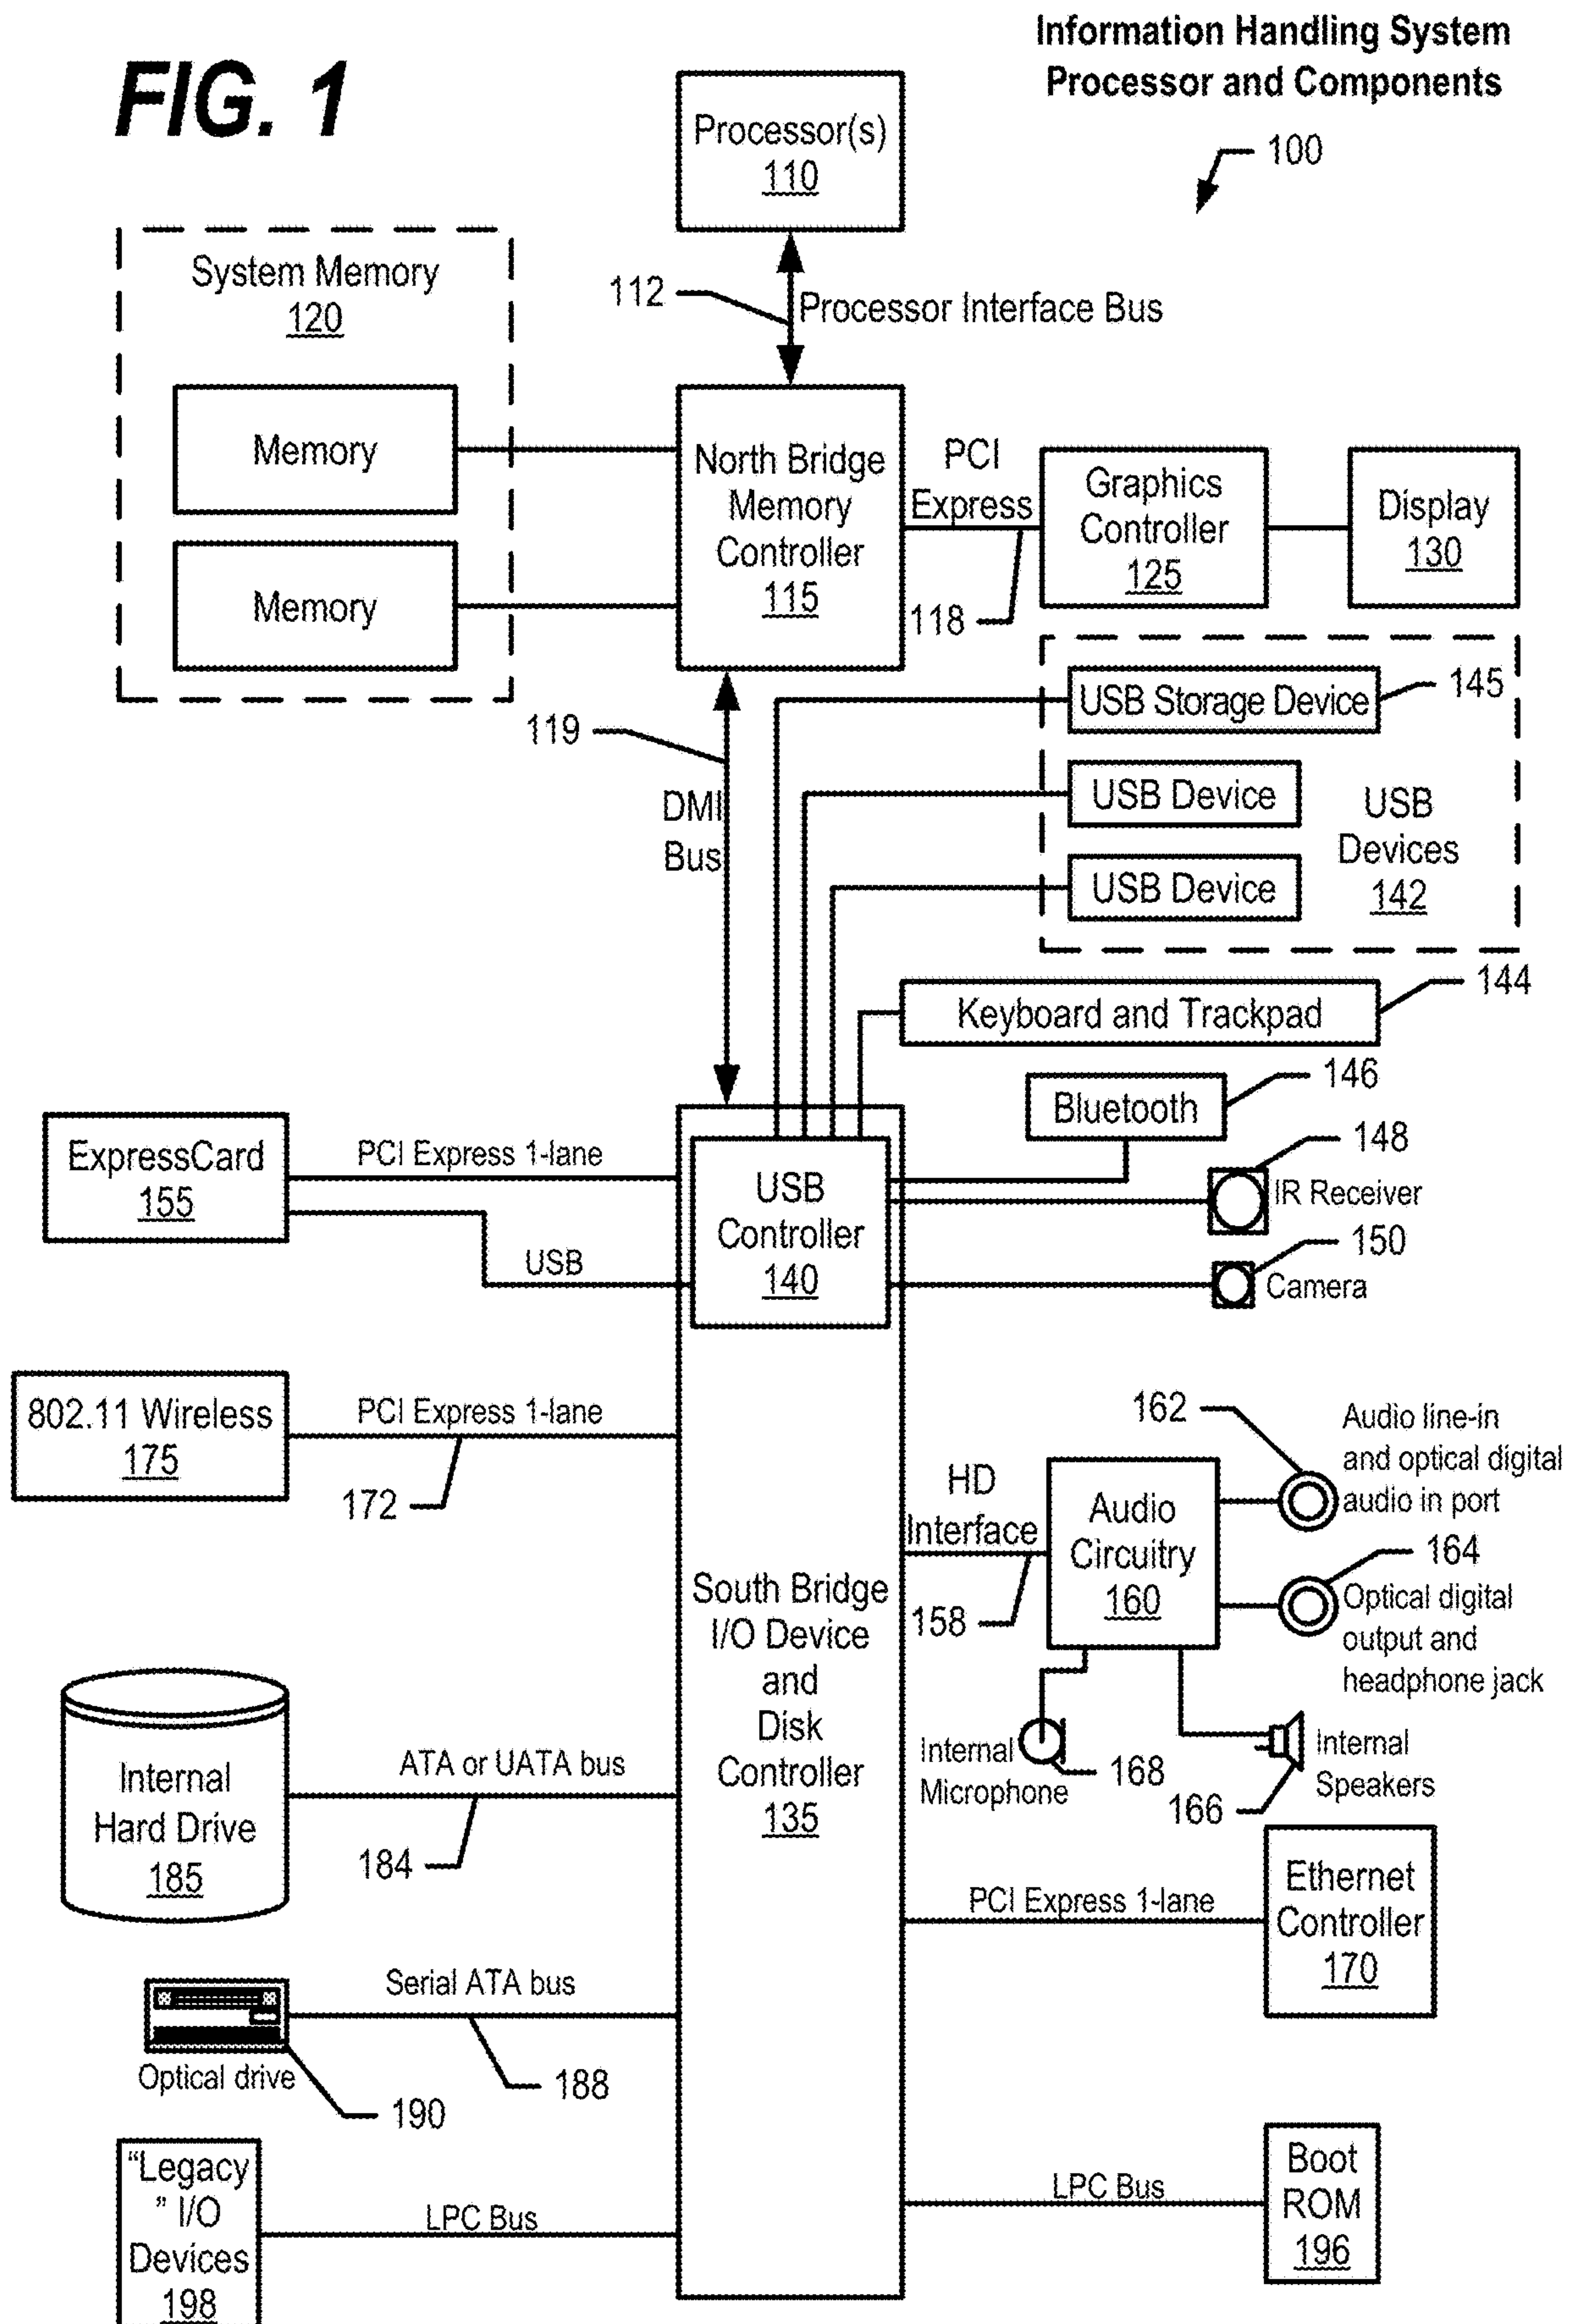 Information Handling System
Processor and Components
FIG. 1
100
Processor(s)
110
System Memory
120
112
Processor Interface Bus
Memory
Memory
North Bridge
Memory
Controller
115
PCI
Express
118
Graphics
Controller
125
Display
130
119
DMI
Bus
USB Storage Device
145
USB Device
USB Device
USB
Devices
142
Keyboard and Trackpad
144
Bluetooth
146
148
IR Receiver
150
Camera
ExpressCard
155
PCI Express 1-lane
USB
USB
Controller
140
802.11 Wireless
175
PCI Express 1-lane
172
162
Audio line-in
and optical digital
audio in port
HD
Interface
158
Audio
Circuitry
160
164
Optical digital
output and
headphone jack
South Bridge
I/O Device
and
Disk
Controller
135
Internal
Microphone
168
166
Internal
Speakers
Internal
Hard Drive
185
ATA or UATA bus
184
PCI Express 1-lane
Ethernet
Controller
170
Serial ATA bus
188
Optical drive
190
"Legacy
" I/O
Devices
198
LPC Bus
LPC Bus
Boot
ROM
196